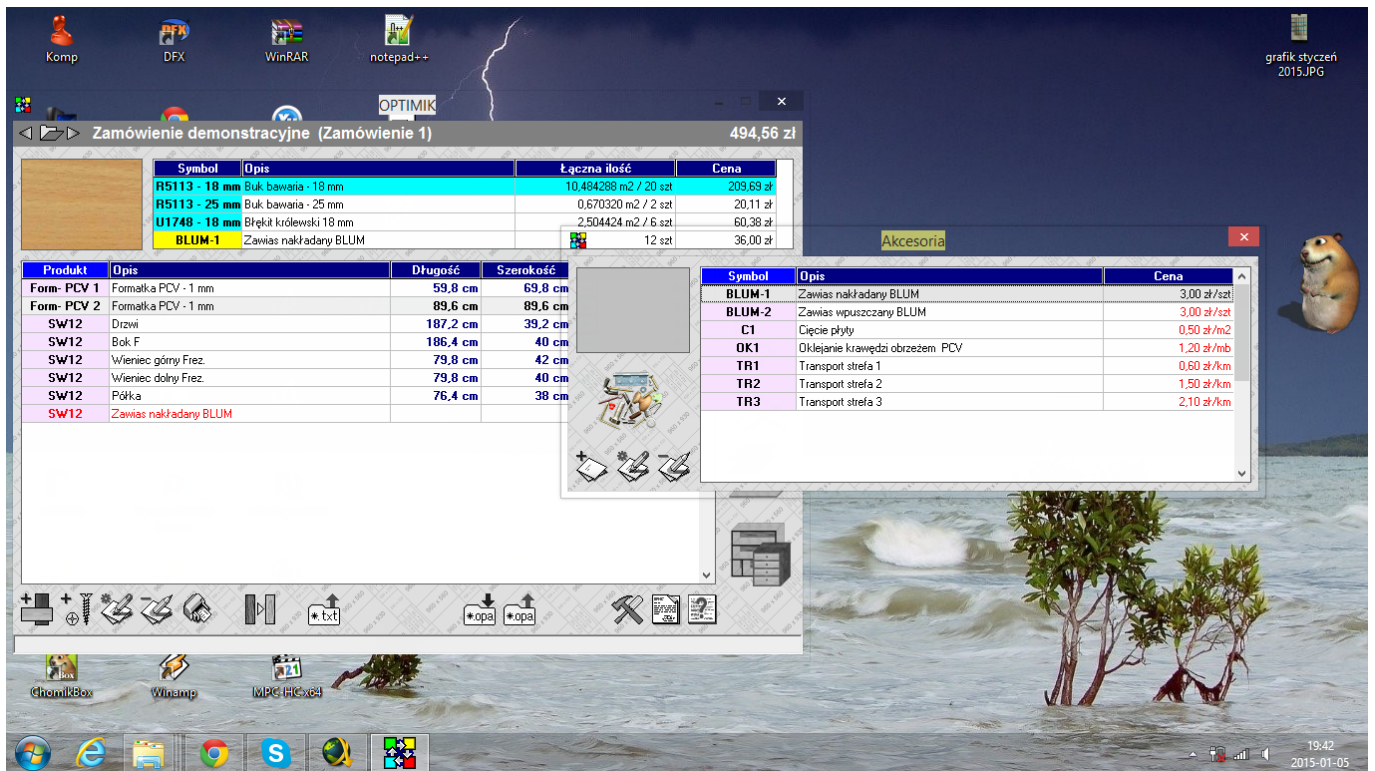 Komp
DFX
WinRAR
notepad++
grafik styczeń
2015.JPG
OPTIMIK
Zamówienie demonstracyjne (Zamówienie 1) 494,56 zł
Symbol Opis Łączna ilość Cena
R5113 - 18 mm Buk bawaria - 18 mm 10,484288 m2 / 20 szt 209,69 zł
R5113 - 25 mm Buk bawaria - 25 mm 0,670320 m2 / 2 szt 20,11 zł
U1748 - 18 mm Błękit królewski 18 mm 2,504424 m2 / 6 szt 60,38 zł
BLUM-1 Zawias nakładany BLUM 12 szt 36,00 zł
Produkt Opis Długość Szerokość
Form- PCV 1 Formatka PCV - 1 mm 59,8 cm 69,8 cm
Form- PCV 2 Formatka PCV - 1 mm 89,6 cm 89,6 cm
SW12 Drzwi 187,2 cm 39,2 cm
SW12 Bok F 186,4 cm 40 cm
SW12 Wieniec górny Frez. 79,8 cm 42 cm
SW12 Wieniec dolny Frez. 79,8 cm 40 cm
SW12 Półka 76,4 cm 38 cm
SW12 Zawias nakładany BLUM
Akcesoria
Symbol Opis Cena
BLUM-1 Zawias nakładany BLUM 3,00 zł/szt
BLUM-2 Zawias wpuszczany BLUM 3,00 zł/szt
C1 Cięcie płyty 0,50 zł/m2
OK1 Oklejanie krawędzi obrzeżem PCV 1,20 zł/mb
TR1 Transport strefa 1 0,60 zł/km
TR2 Transport strefa 2 1,50 zł/km
TR3 Transport strefa 3 2,10 zł/km
*.txt
*.opa
*.opa
ChomikBox
Winamp
MPC-HC x64
19:42
2015-01-05